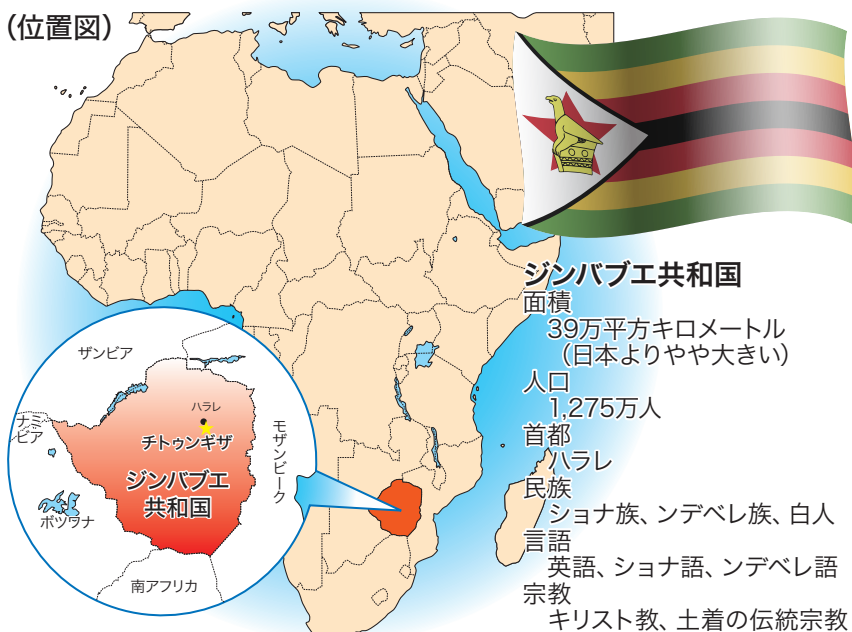 (位置図)
ジンバブエ共和国
面積
39万平方キロメートル
(日本よりやや大きい)
人口
1,275万人
首都
ハラレ
民族
ショナ族、ンデベレ族、白人
言語
英語、ショナ語、ンデベレ語
宗教
キリスト教、土着の伝統宗教
ザンビア
ハラレ
チトゥンギザ
ナミ
ビア
モザンビーク
ジンバブエ
共和国
ボツワナ
南アフリカ